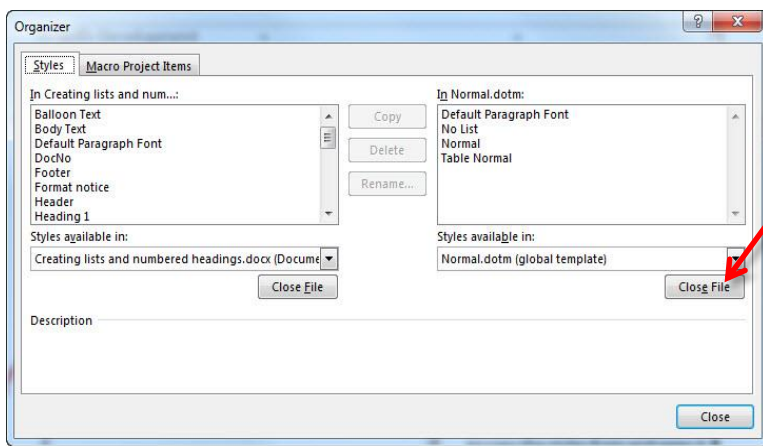 Organizer
Styles
Macro Project Items
In Creating lists and num...:
Balloon Text
Body Text
Default Paragraph Font
DocNo
Footer
Format notice
Header
Heading 1
Copy
Delete
Rename...
In Normal.dotm:
Default Paragraph Font
No List
Normal
Table Normal
Styles available in:
Creating lists and numbered headings.docx (Docume
Close File
Styles available in:
Normal.dotm (global template)
Close File
Description
Close